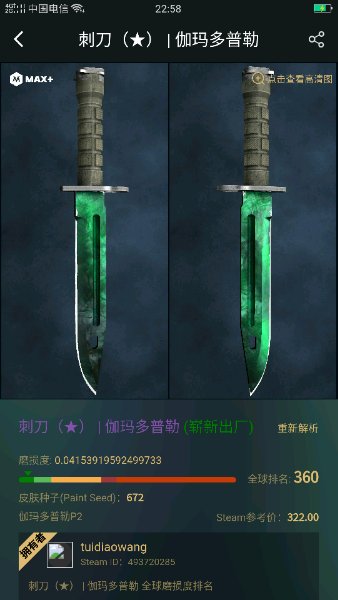 中国电信
22:58
刺刀（★） | 伽玛多普勒
MAX+
点击查看高清图
刺刀（★） | 伽玛多普勒 (崭新出厂)
重新解析
磨损度: 0.04153919592499733
全球排名: 360
皮肤种子(Paint Seed)： 672
伽玛多普勒P2
Steam参考价： 322.00
拥有者
tuidiaowang
Steam ID： 493720285
刺刀（★） | 伽玛多普勒 全球磨损度排名